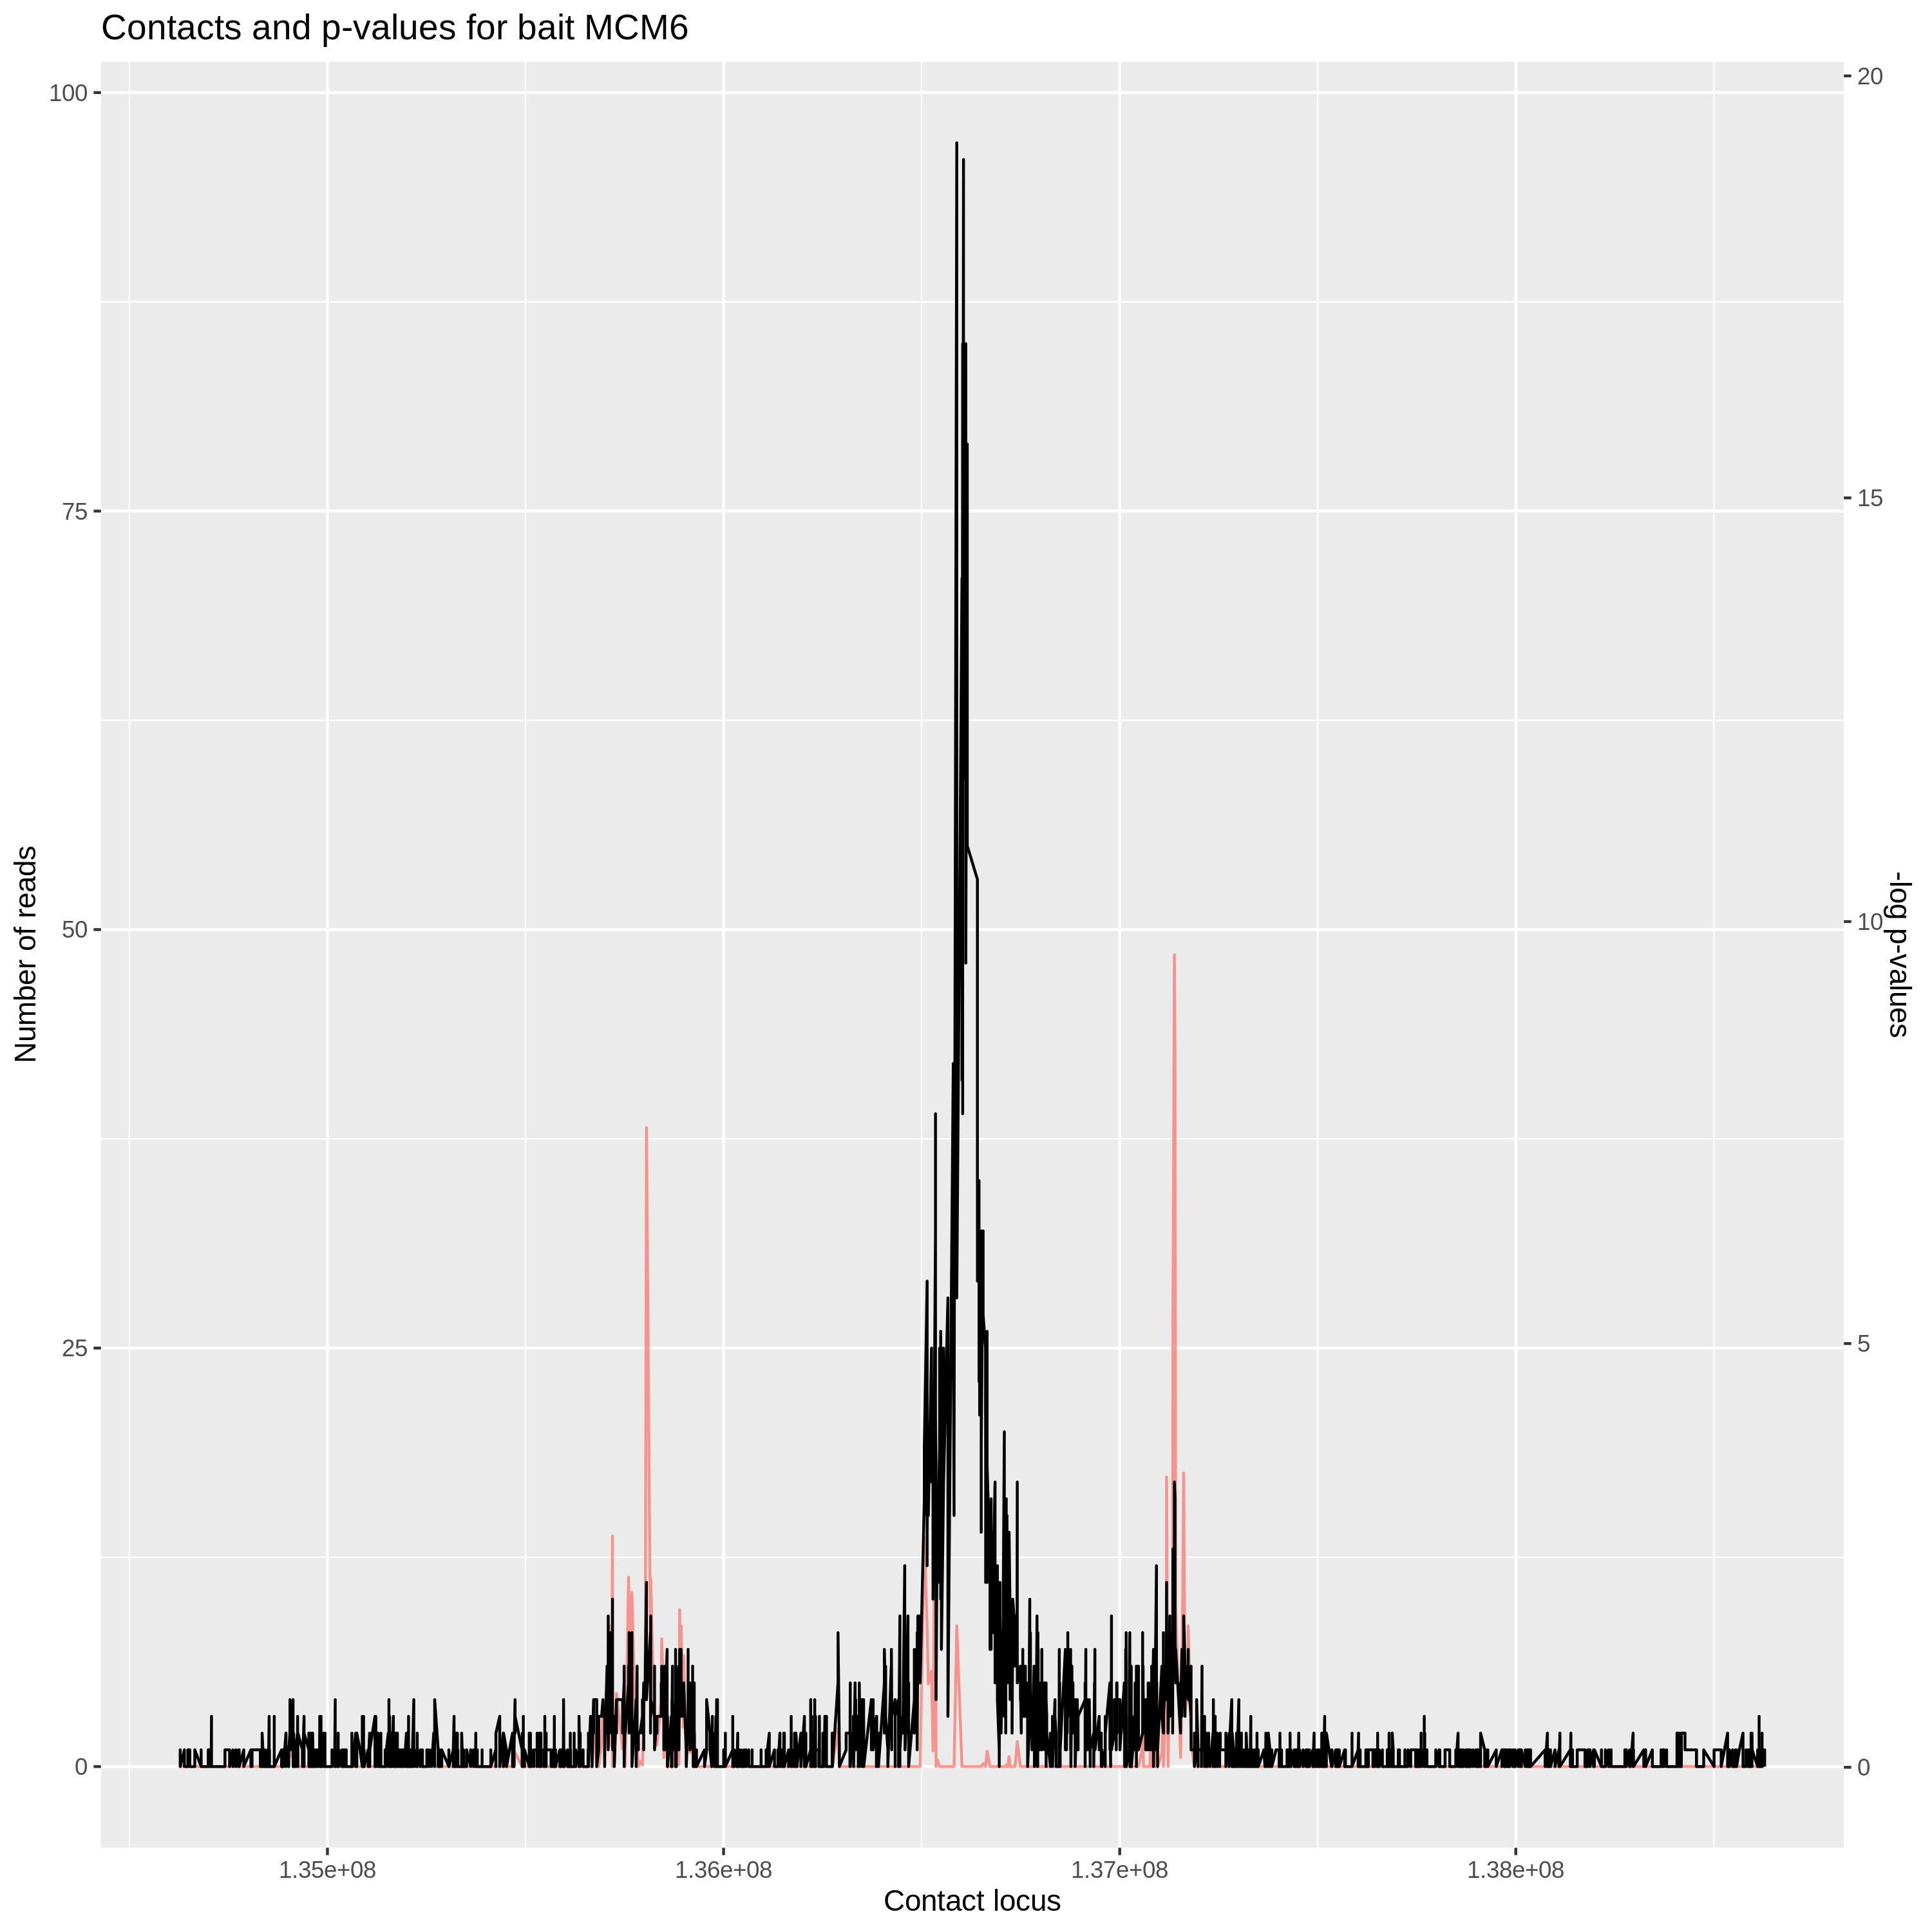 Contacts and p-values for bait MCM6
100
75
50
25
0
20
15
10
5
0
Number of reads
-log p-values
1.35e+08 1.36e+08 1.37e+08 1.38e+08
Contact locus